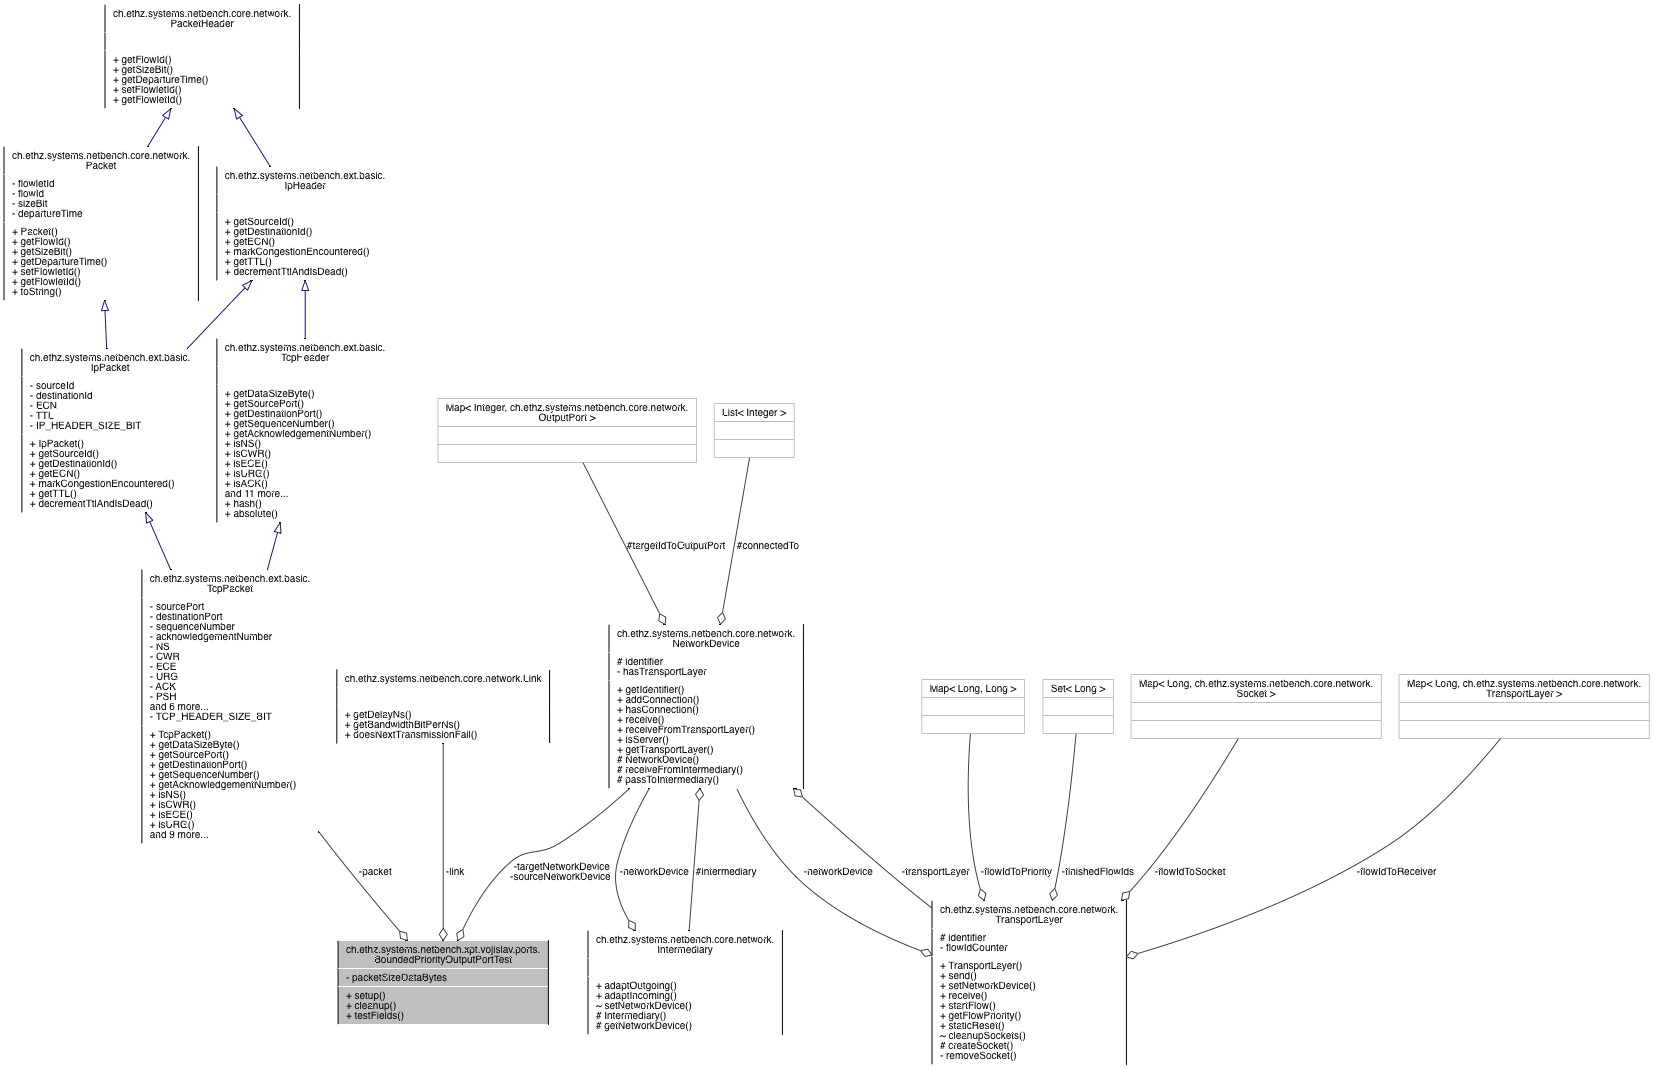 ch.ethz.systems.netbench.core.network.
PacketHeader
+ getFlowId()
+ getSizeBit()
+ getDepartureTime()
+ setFlowletId()
+ getFlowletId()
ch.ethz.systems.netbench.core.network.
Packet
- flowletId
- flowId
- sizeBit
- departureTime
+ Packet()
+ getFlowId()
+ getSizeBit()
+ getDepartureTime()
+ setFlowletId()
+ getFlowletId()
+ toString()
ch.ethz.systems.netbench.ext.basic.
IpHeader
+ getSourceId()
+ getDestinationId()
+ getECN()
+ markCongestionEncountered()
+ getTTL()
+ decrementTtlAndIsDead()
ch.ethz.systems.netbench.ext.basic.
IpPacket
- sourceId
- destinationId
- ECN
- TTL
- IP_HEADER_SIZE_BIT
+ IpPacket()
+ getSourceId()
+ getDestinationId()
+ getECN()
+ markCongestionEncountered()
+ getTTL()
+ decrementTtlAndIsDead()
ch.ethz.systems.netbench.ext.basic.
TcpHeader
+ getDataSizeByte()
+ getSourcePort()
+ getDestinationPort()
+ getSequenceNumber()
+ getAcknowledgementNumber()
+ isNS()
+ isCWR()
+ isECE()
+ isURG()
+ isACK()
and 11 more...
+ hash()
+ absolute()
Map< Integer, ch.ethz.systems.netbench.core.network.
OutputPort >
List< Integer >
#targetIdToOutputPort
#connectedTo
ch.ethz.systems.netbench.ext.basic.
TcpPacket
- sourcePort
- destinationPort
- sequenceNumber
- acknowledgementNumber
- NS
- CWR
- ECE
- URG
- ACK
- PSH
and 6 more...
- TCP_HEADER_SIZE_BIT
+ TcpPacket()
+ getDataSizeByte()
+ getSourcePort()
+ getDestinationPort()
+ getSequenceNumber()
+ getAcknowledgementNumber()
+ isNS()
+ isCWR()
+ isECE()
+ isURG()
and 9 more...
ch.ethz.systems.netbench.core.network.Link
+ getDelayNs()
+ getBandwidthBitPerNs()
+ doesNextTransmissionFail()
ch.ethz.systems.netbench.core.network.
NetworkDevice
# identifier
- hasTransportLayer
+ getIdentifier()
+ addConnection()
+ hasConnection()
+ receive()
+ receiveFromTransportLayer()
+ isServer()
+ getTransportLayer()
# NetworkDevice()
# receiveFromIntermediary()
# passToIntermediary()
Map< Long, Long >
Set< Long >
Map< Long, ch.ethz.systems.netbench.core.network.
Socket >
Map< Long, ch.ethz.systems.netbench.core.network.
TransportLayer >
-packet
-link
-targetNetworkDevice
-sourceNetworkDevice
-networkDevice
#intermediary
-networkDevice
-transportLayer
-flowIdToPriority
-finishedFlowIds
-flowIdToSocket
-flowIdToReceiver
ch.ethz.systems.netbench.xpt.vojislav.ports.
BoundedPriorityOutputPortTest
- packetSizeDataBytes
+ setup()
+ cleanup()
+ testFields()
ch.ethz.systems.netbench.core.network.
Intermediary
+ adaptOutgoing()
+ adaptIncoming()
~ setNetworkDevice()
# Intermediary()
# getNetworkDevice()
ch.ethz.systems.netbench.core.network.
TransportLayer
# identifier
- flowIdCounter
+ TransportLayer()
+ send()
+ setNetworkDevice()
+ receive()
+ startFlow()
+ getFlowPriority()
+ staticReset()
~ cleanupSockets()
# createSocket()
- removeSocket()